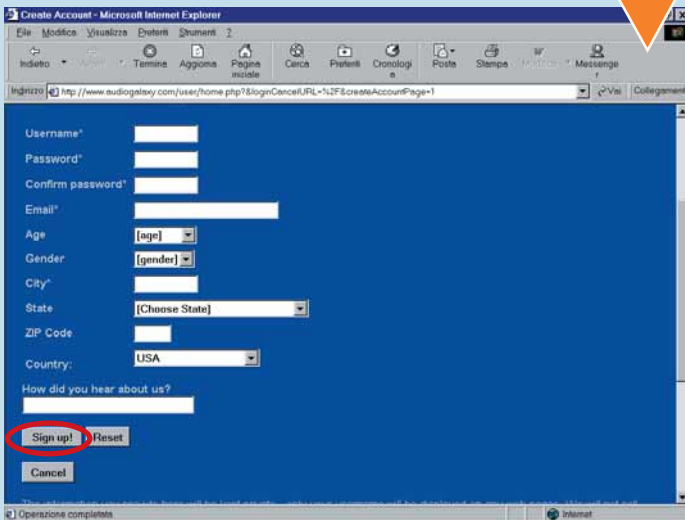 Create Account - Microsoft Internet Explorer
File Modifica Visualizza Preferiti Strumenti ?
Indietro Termina Aggiorna Pagina iniziale Cerca Preferiti Cronologia Posta Stampa Modifica Messenger
Indirizzo http://www.audiogalaxy.com/user/home.php?&loginCancelURL=%2F&createAccountPage=1 Vai Collegamenti
Username*
Password*
Confirm password*
Email*
Age [age]
Gender [gender]
City*
State [Choose State]
ZIP Code
Country: USA
How did you hear about us?
Sign up! Reset
Cancel
Operazione completata Internet